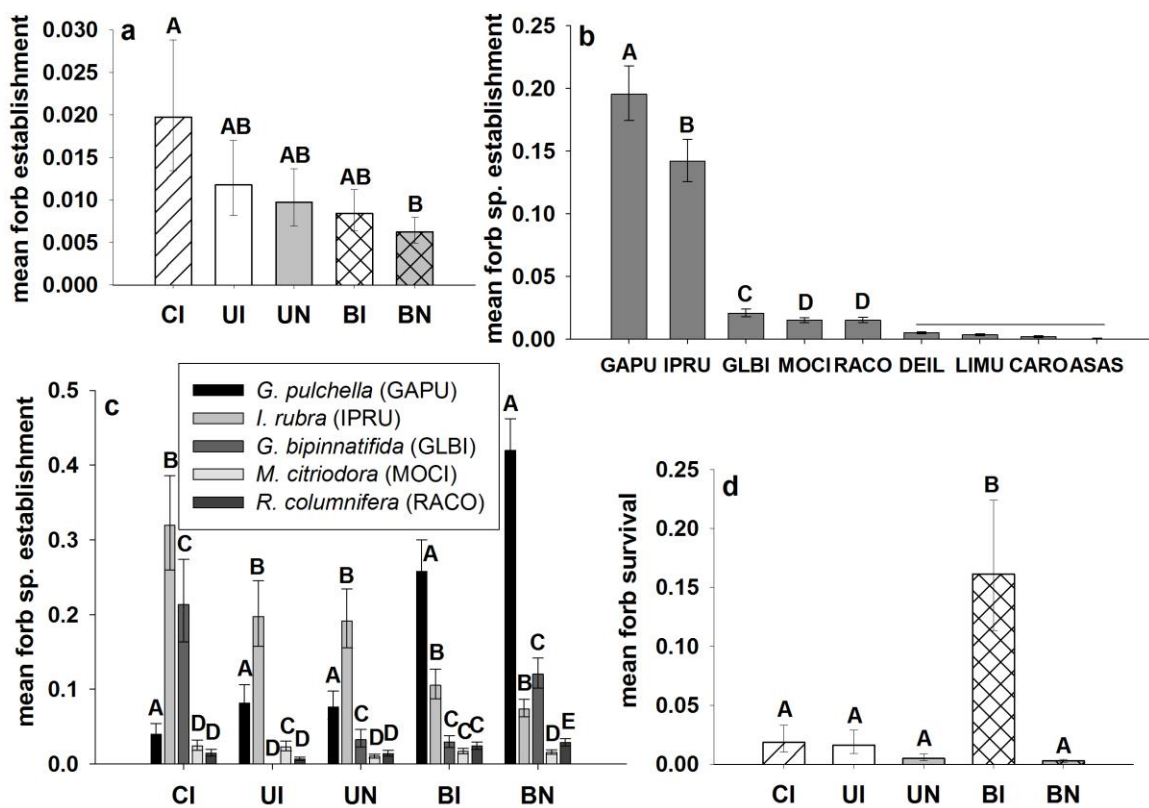 a
mean forb establishment
0.030
0.025
0.020
0.015
0.010
0.005
0.000
A
AB
AB
AB
B
CI UI UN BI BN
b
mean forb sp. establishment
0.25
0.20
0.15
0.10
0.05
0.00
A
B
C
D
D
GAPU IPRU GLBI MOCI RACO DEIL LIMU CARO ASAS
c
mean forb sp. establishment
0.5
0.4
0.3
0.2
0.1
0.0
G. pulchella (GAPU)
I. rubra (IPRU)
G. bipinnatifida (GLBI)
M. citriodora (MOCI)
R. columnifera (RACO)
A B C D D
A B D C D
A B C D D
A B C C C
A B C D E
CI UI UN BI BN
d
mean forb survival
0.25
0.20
0.15
0.10
0.05
0.00
A
A
A
B
A
CI UI UN BI BN